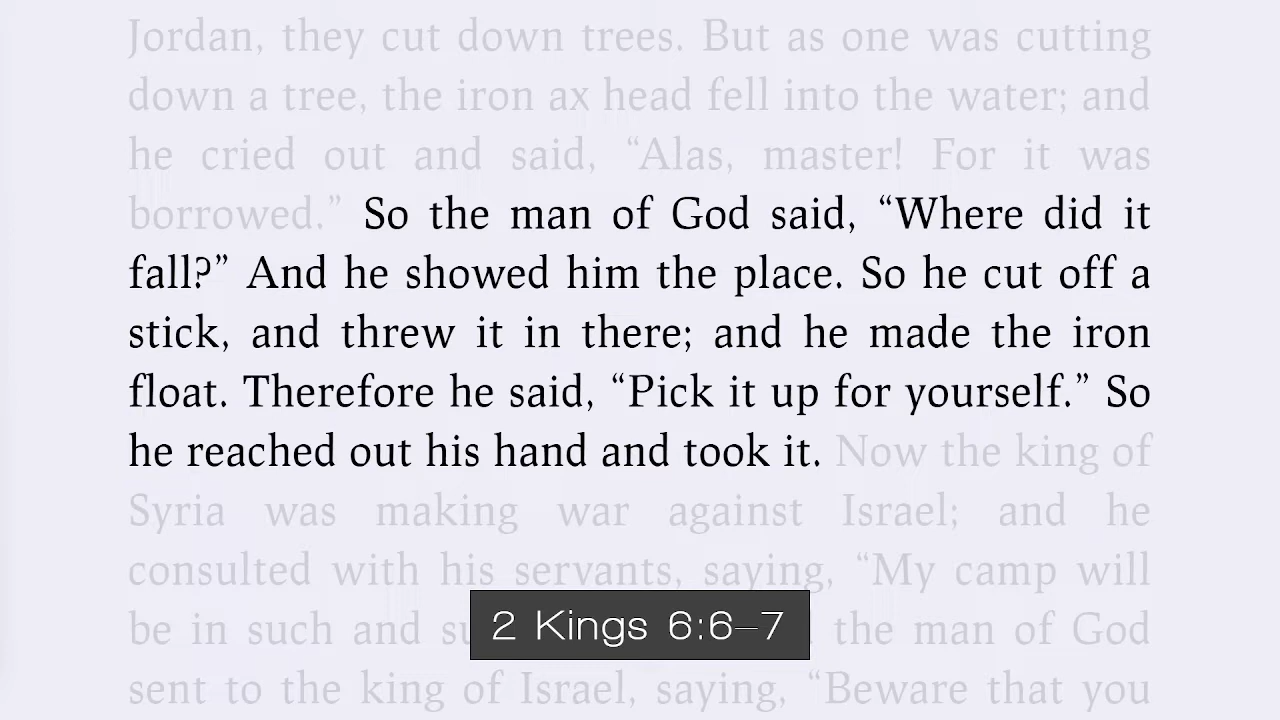 Jordan, they cut down trees. But as one was cutting
down a tree, the iron ax head fell into the water; and
he cried out and said, “Alas, master! For it was
borrowed.” So the man of God said, “Where did it
fall?” And he showed him the place. So he cut off a
stick, and threw it in there; and he made the iron
float. Therefore he said, “Pick it up for yourself.” So
he reached out his hand and took it. Now the king of
Syria was making war against Israel; and he
consulted with his servants, saying, “My camp will
be in such and the man of God
2 Kings 6:6–7
sent to the king of Israel, saying, “Beware that you